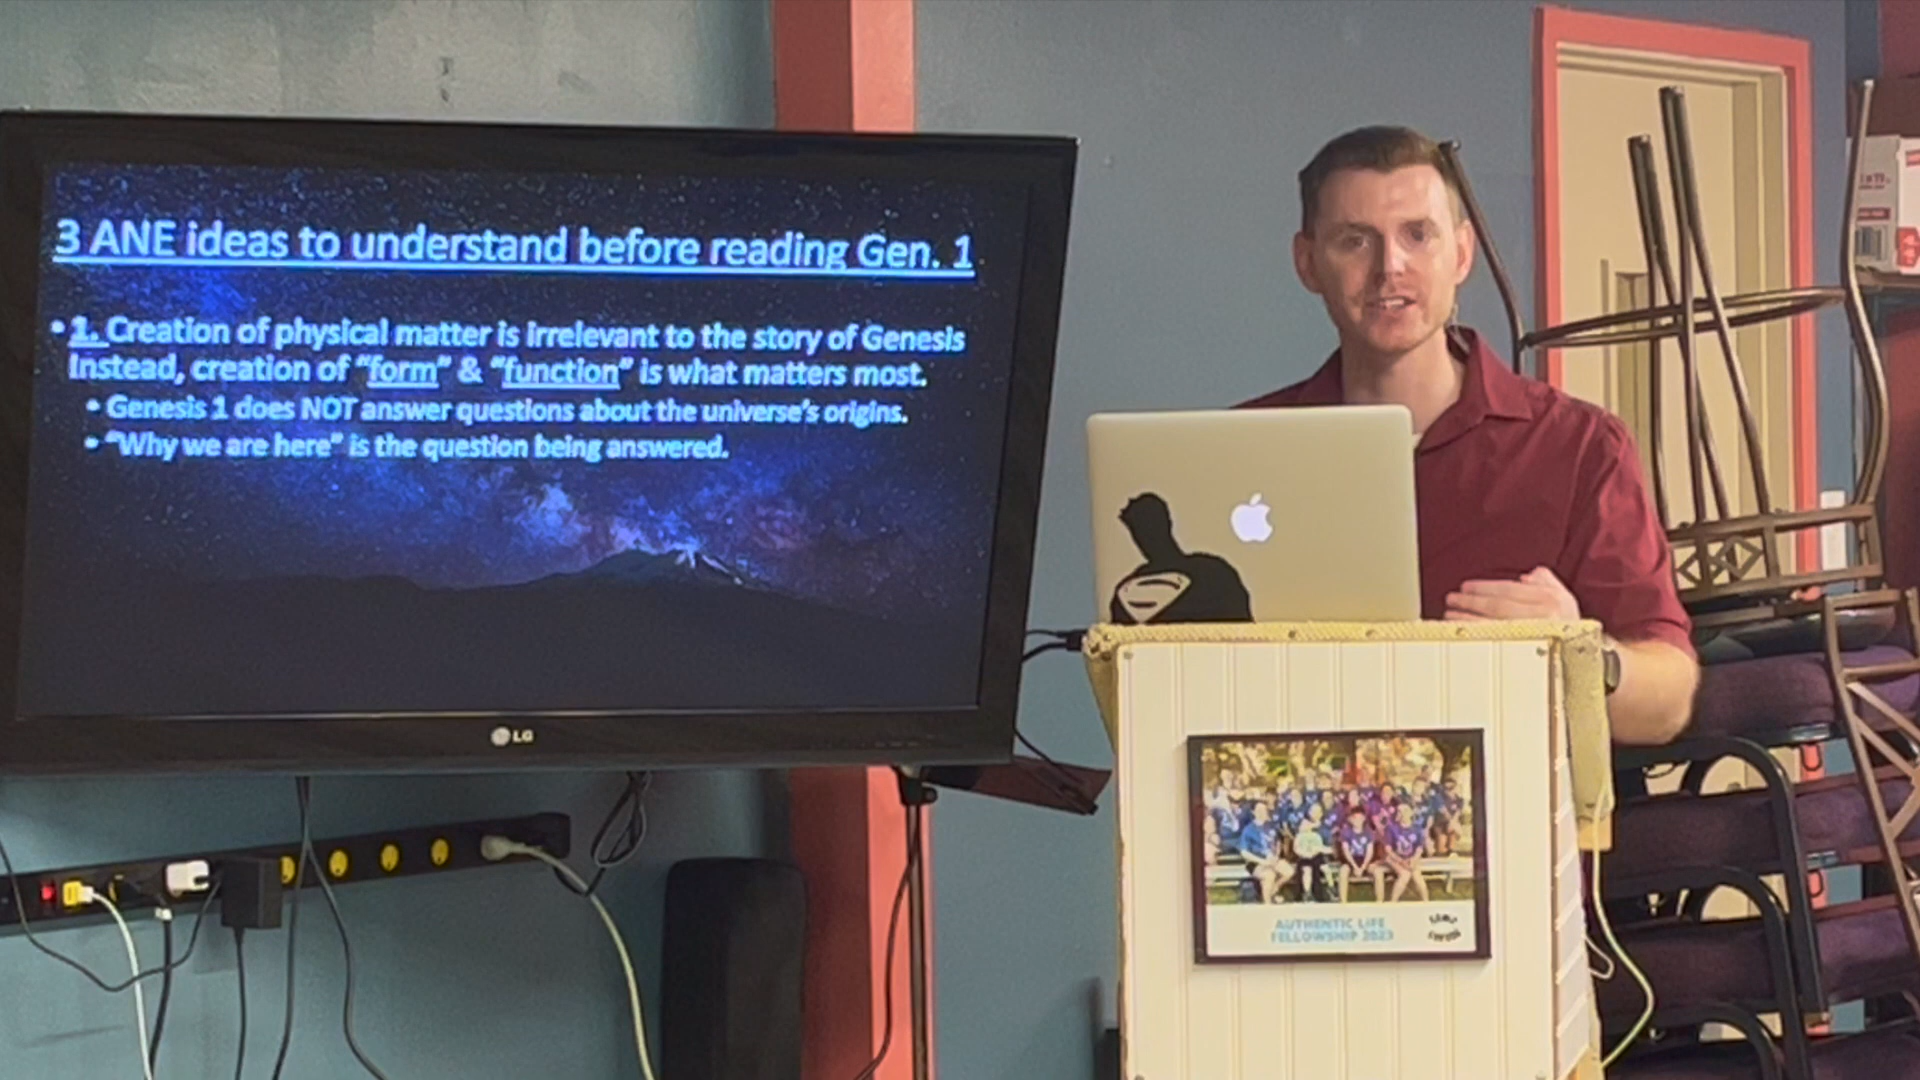 3 ANE ideas to understand before reading Gen. 1
• 1. Creation of physical matter is irrelevant to the story of Genesis
Instead, creation of “form” & “function” is what matters most.
• Genesis 1 does NOT answer questions about the universe’s origins.
• “Why we are here” is the question being answered.
LG
AUTHENTIC LIFE
FELLOWSHIP 2023